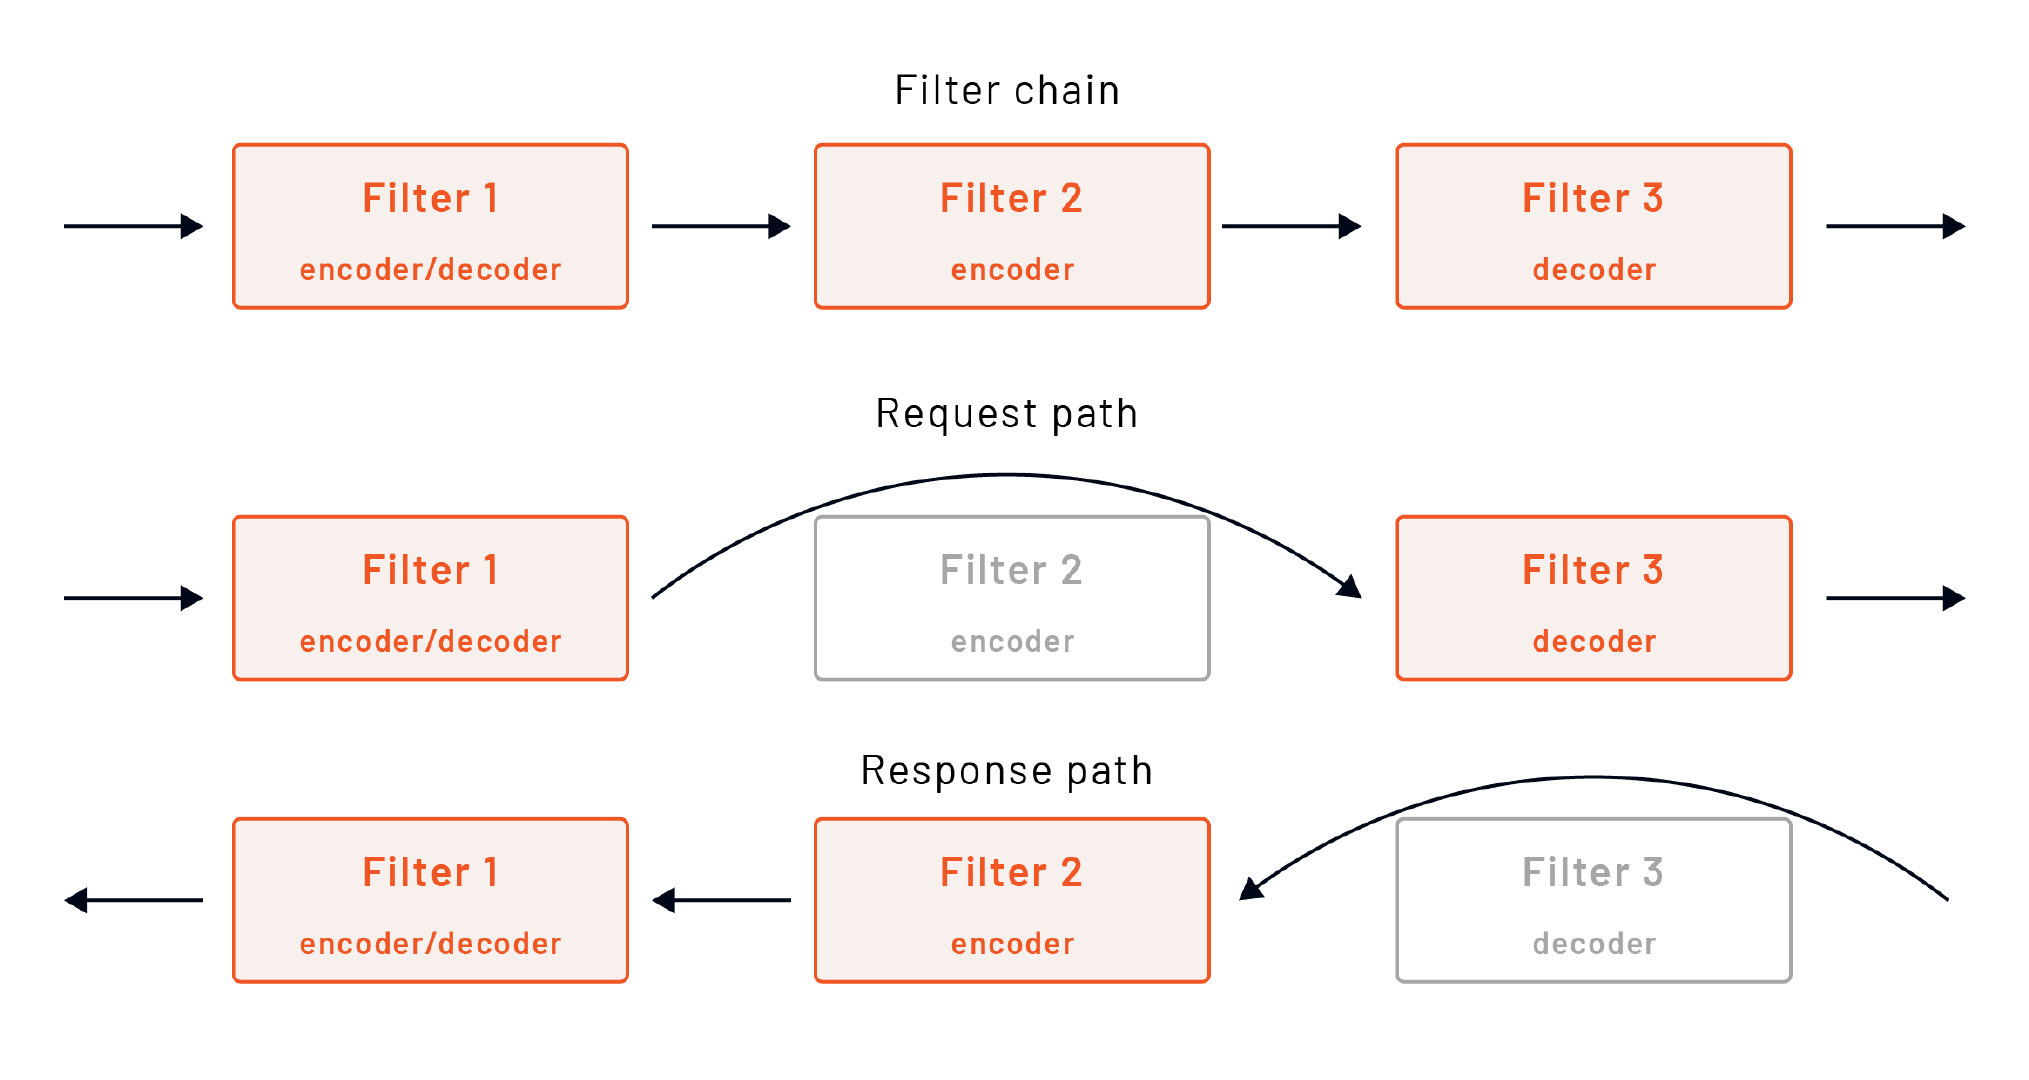 Filter chain
Filter 1
encoder/decoder
Filter 2
encoder
Filter 3
decoder
Request path
Filter 1
encoder/decoder
Filter 2
encoder
Filter 3
decoder
Response path
Filter 1
encoder/decoder
Filter 2
encoder
Filter 3
decoder